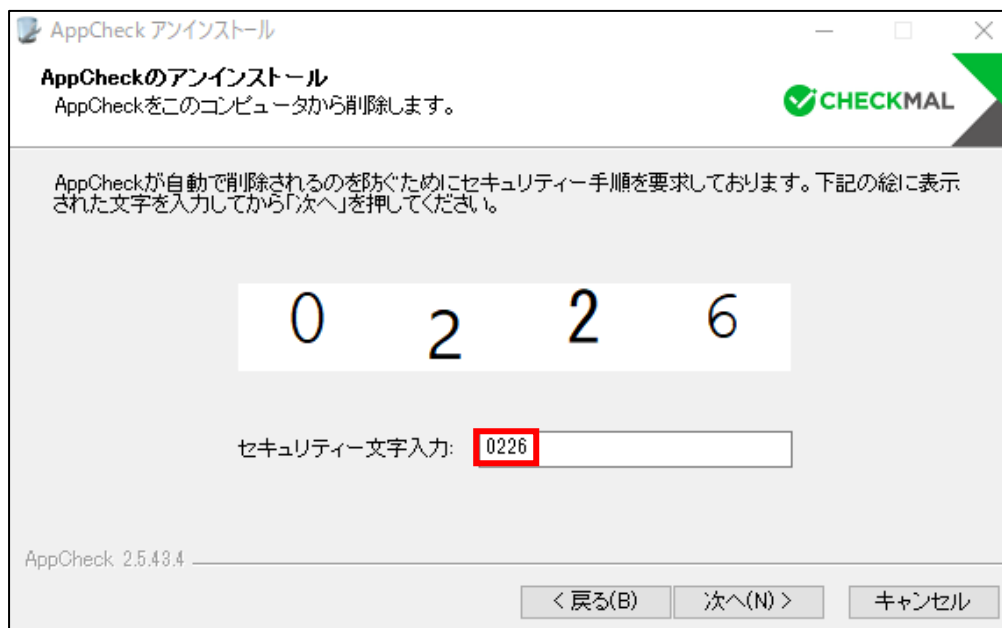 AppCheck アンインストール
AppCheckのアンインストール
AppCheckをこのコンピュータから削除します。
CHECKMAL
AppCheckが自動で削除されるのを防ぐためにセキュリティー手順を要求しております。下記の絵に表示
された文字を入力してから「次へ」を押してください。
0 2 2 6
セキュリティー文字入力: 0226
AppCheck 2.5.43.4
< 戻る(B) 次へ(N) > キャンセル